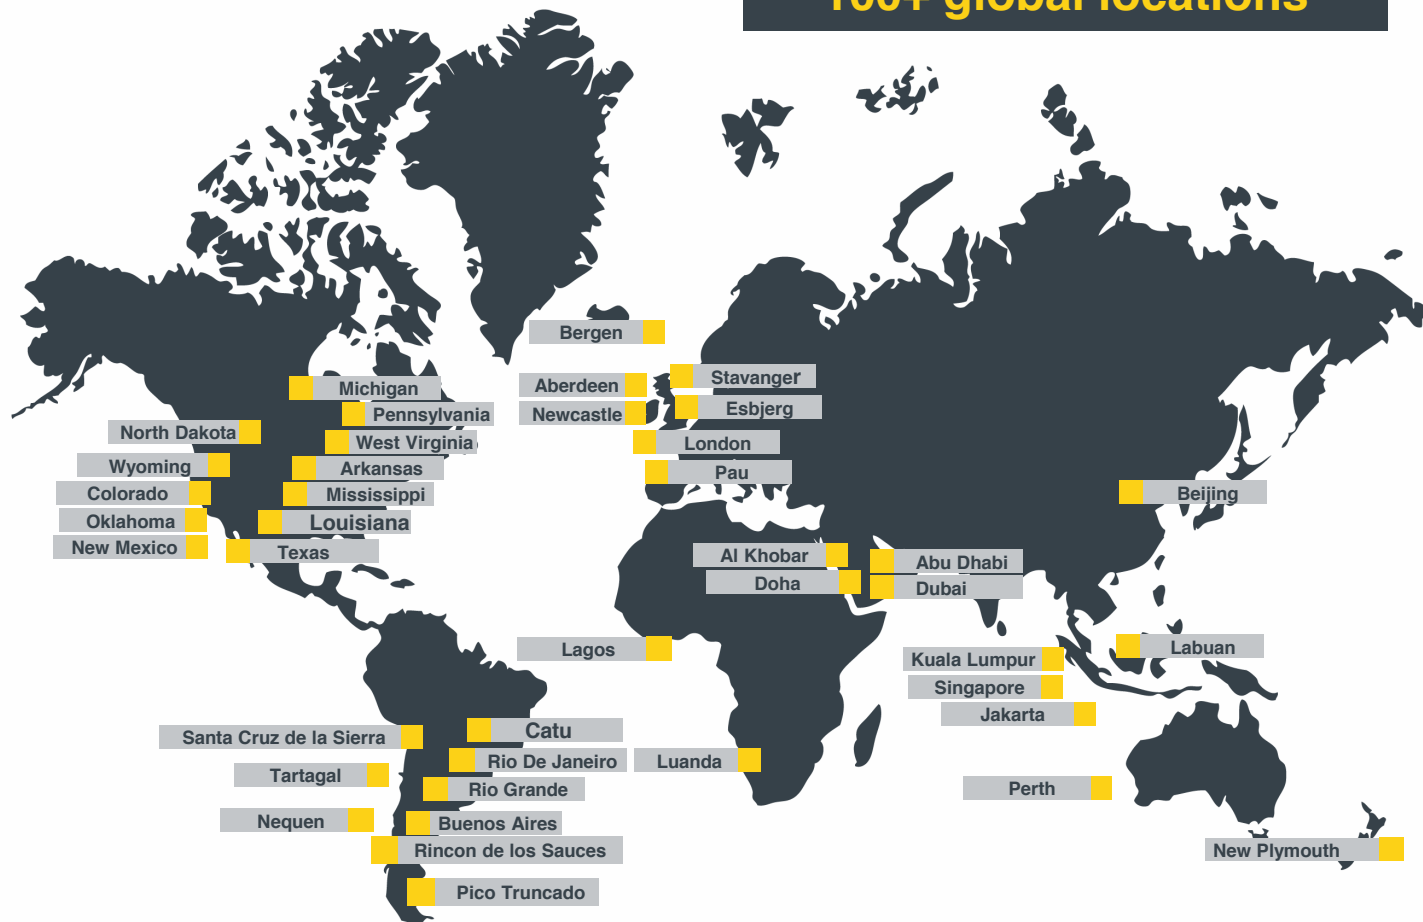 100+ global locations
Bergen
Aberdeen
Stavanger
Newcastle
Esbjerg
London
Pau
Michigan
Pennsylvania
North Dakota
West Virginia
Wyoming
Arkansas
Colorado
Mississippi
Oklahoma
Louisiana
New Mexico
Texas
Beijing
Al Khobar
Abu Dhabi
Doha
Dubai
Lagos
Kuala Lumpur
Labuan
Singapore
Jakarta
Santa Cruz de la Sierra
Catu
Rio De Janeiro
Luanda
Tartagal
Rio Grande
Perth
Nequen
Buenos Aires
Rincon de los Sauces
New Plymouth
Pico Truncado